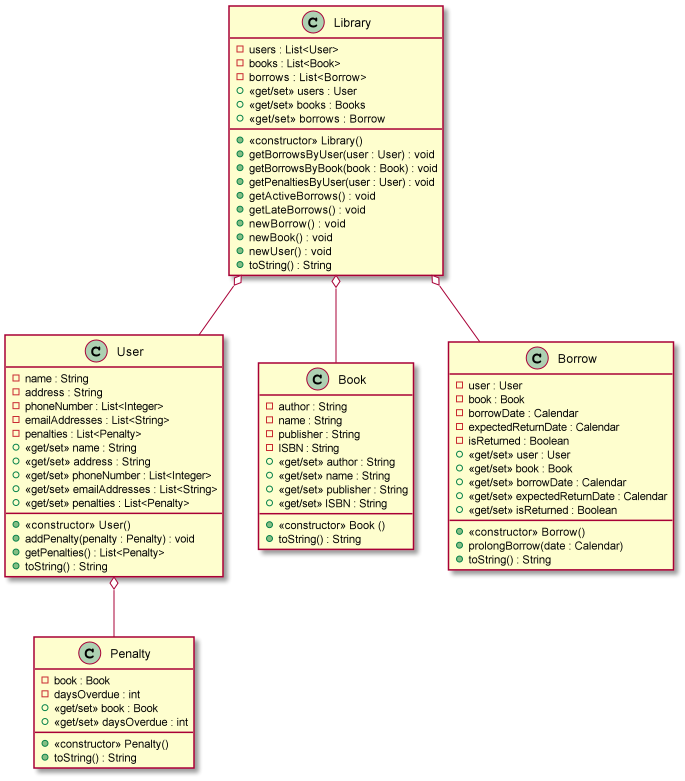 C Library
users : List<User>
books : List<Book>
borrows : List<Borrow>
«get/set» users : User
«get/set» books : Books
«get/set» borrows : Borrow
«constructor» Library()
getBorrowsByUser(user : User) : void
getBorrowsByBook(book : Book) : void
getPenaltiesByUser(user : User) : void
getActiveBorrows() : void
getLateBorrows() : void
newBorrow() : void
newBook() : void
newUser() : void
toString() : String
C User
name : String
address : String
phoneNumber : List<Integer>
emailAddresses : List<String>
penalties : List<Penalty>
«get/set» name : String
«get/set» address : String
«get/set» phoneNumber : List<Integer>
«get/set» emailAddresses : List<String>
«get/set» penalties : List<Penalty>
«constructor» User()
addPenalty(penalty : Penalty) : void
getPenalties() : List<Penalty>
toString() : String
C Book
author : String
name : String
publisher : String
ISBN : String
«get/set» author : String
«get/set» name : String
«get/set» publisher : String
«get/set» ISBN : String
«constructor» Book ()
toString() : String
C Borrow
user : User
book : Book
borrowDate : Calendar
expectedReturnDate : Calendar
isReturned : Boolean
«get/set» user : User
«get/set» book : Book
«get/set» borrowDate : Calendar
«get/set» expectedReturnDate : Calendar
«get/set» isReturned : Boolean
«constructor» Borrow()
prolongBorrow(date : Calendar)
toString() : String
C Penalty
book : Book
daysOverdue : int
«get/set» book : Book
«get/set» daysOverdue : int
«constructor» Penalty()
toString() : String